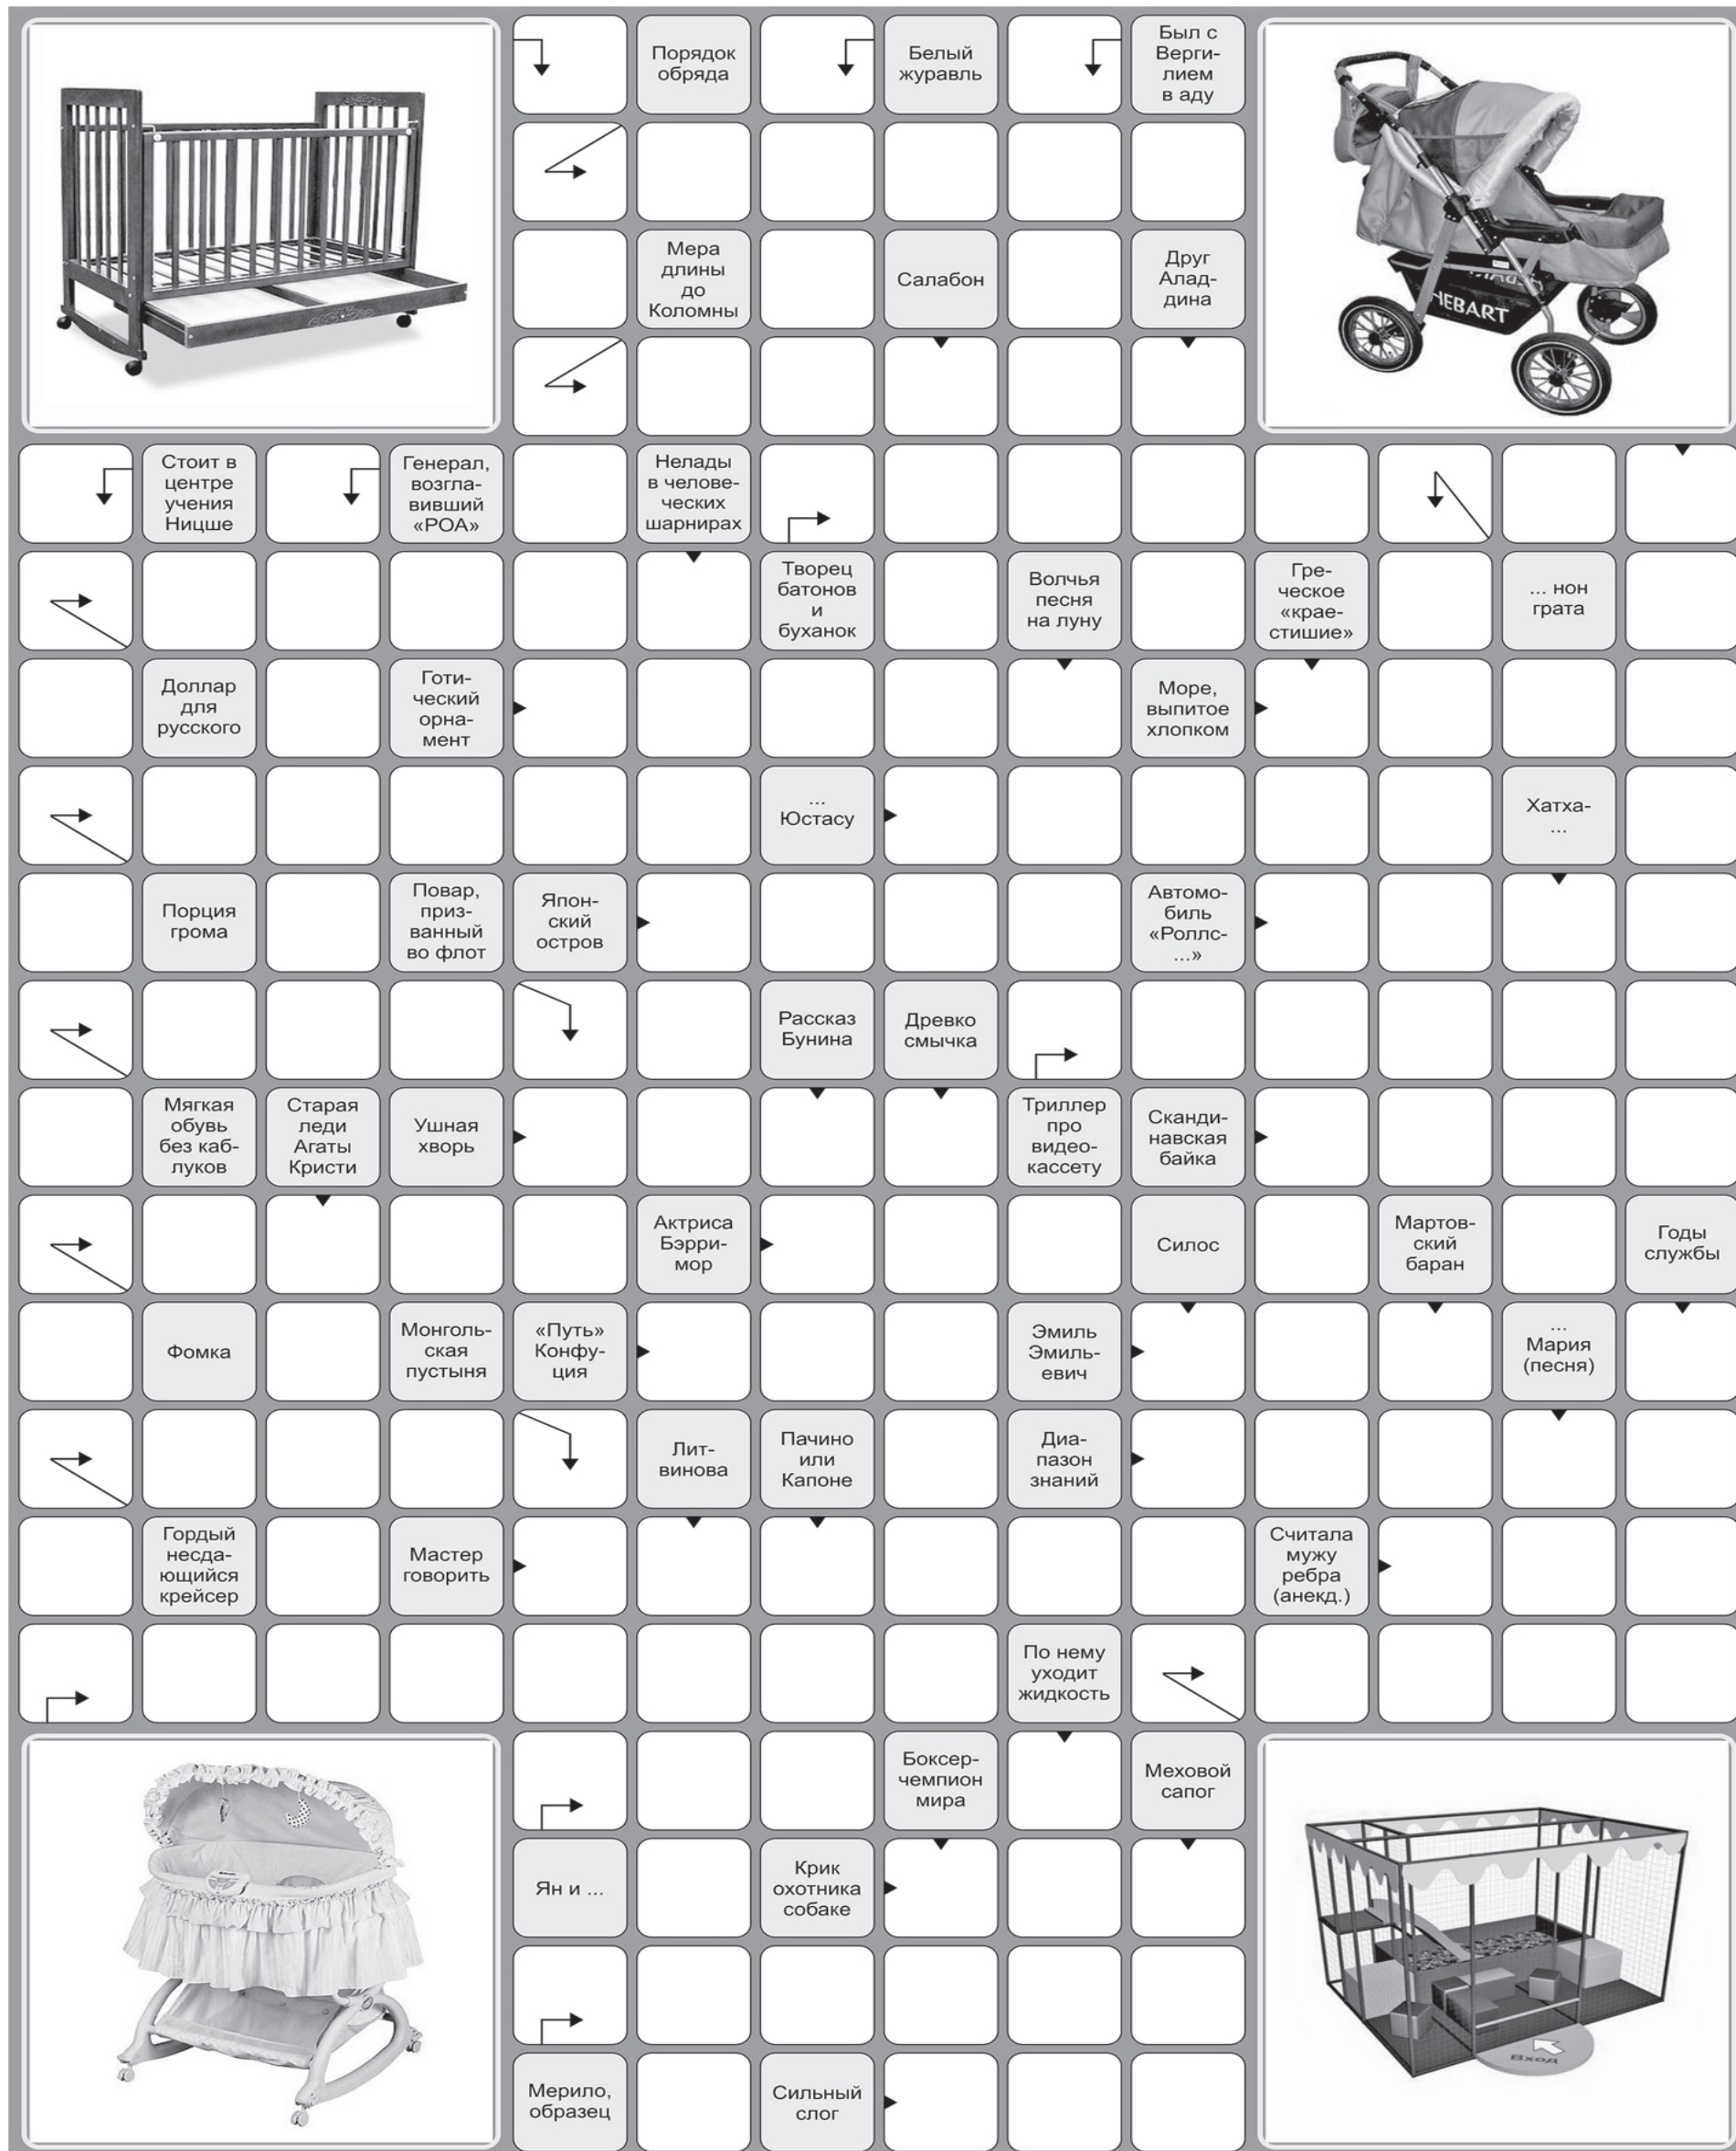 Порядок
обряда
Белый
журавль
Был с
Верги-
лием
в аду
Мера
длины
до
Коломны
Салабон
Друг
Алад-
дина
HEBART
Стоит в
центре
учения
Ницше
Генерал,
возгла-
вивший
«РОА»
Нелады
в челове-
ческих
шарнирах
Творец
батонов
и
буханок
Волчья
песня
на луну
Гре-
ческое
«крае-
стишие»
... нон
грата
Доллар
для
русского
Готи-
ческий
орна-
мент
Море,
выпитое
хлопком
...
Юстасу
Хатха-
...
Порция
грома
Повар,
приз-
ванный
во флот
Япон-
ский
остров
Автомо-
биль
«Роллс-
...»
Рассказ
Бунина
Древко
смычка
Мягкая
обувь
без каб-
луков
Старая
леди
Агаты
Кристи
Ушная
хворь
Триллер
про
видео-
кассету
Сканди-
навская
байка
Актриса
Бэрри-
мор
Силос
Мартов-
ский
баран
Годы
службы
Фомка
Монголь-
ская
пустыня
«Путь»
Конфу-
ция
Эмиль
Эмиль-
евич
...
Мария
(песня)
Лит-
винова
Пачино
или
Капоне
Диа-
пазон
знаний
Гордый
несда-
ющийся
крейсер
Мастер
говорить
Считала
мужу
ребра
(анекд.)
По нему
уходит
жидкость
Боксер-
чемпион
мира
Меховой
сапог
Ян и ...
Крик
охотника
собаке
Вход
Мерило,
образец
Сильный
слог